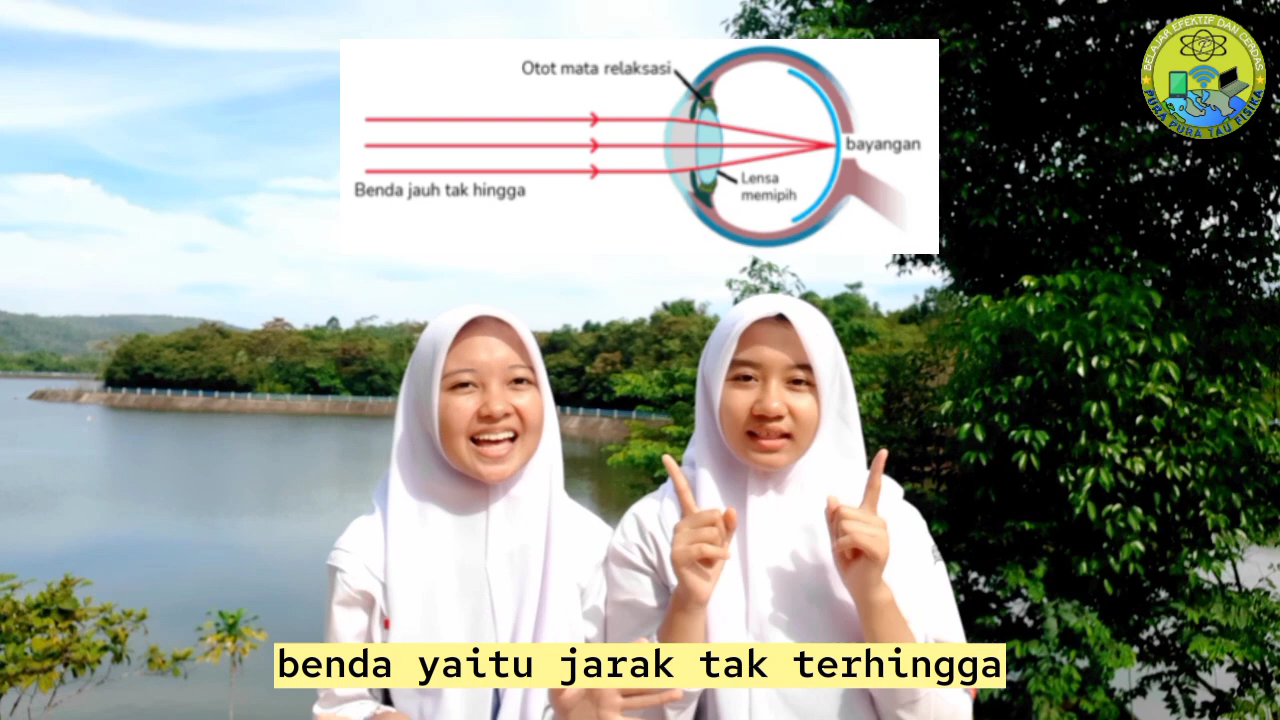 Otot mata relaksasi
bayangan
Lensa
memipih
Benda jauh tak hingga
BELAJAR EFEKTIF DAN CERDAS
PURA PURA TAU FISIKA
benda yaitu jarak tak terhingga